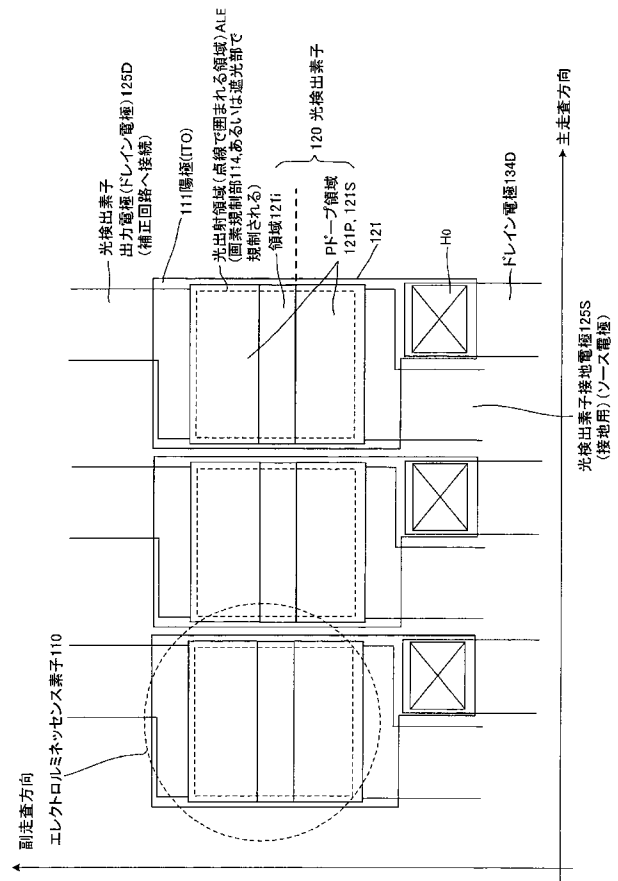 副走査方向
エレクトロルミネッセンス素子110
光検出素子
出力電極(ドレイン電極)125D
(補正回路へ接続)
111陽極(ITO)
光出射領域(点線で囲まれる領域)ALE
(画素規制部114,あるいは遮光部で
規制される)
領域121i
120 光検出素子
Pドープ領域
121P, 121S
121
H0
ドレイン電極134D
主走査方向
光検出素子接地電極125S
(接地用)(ソース電極)